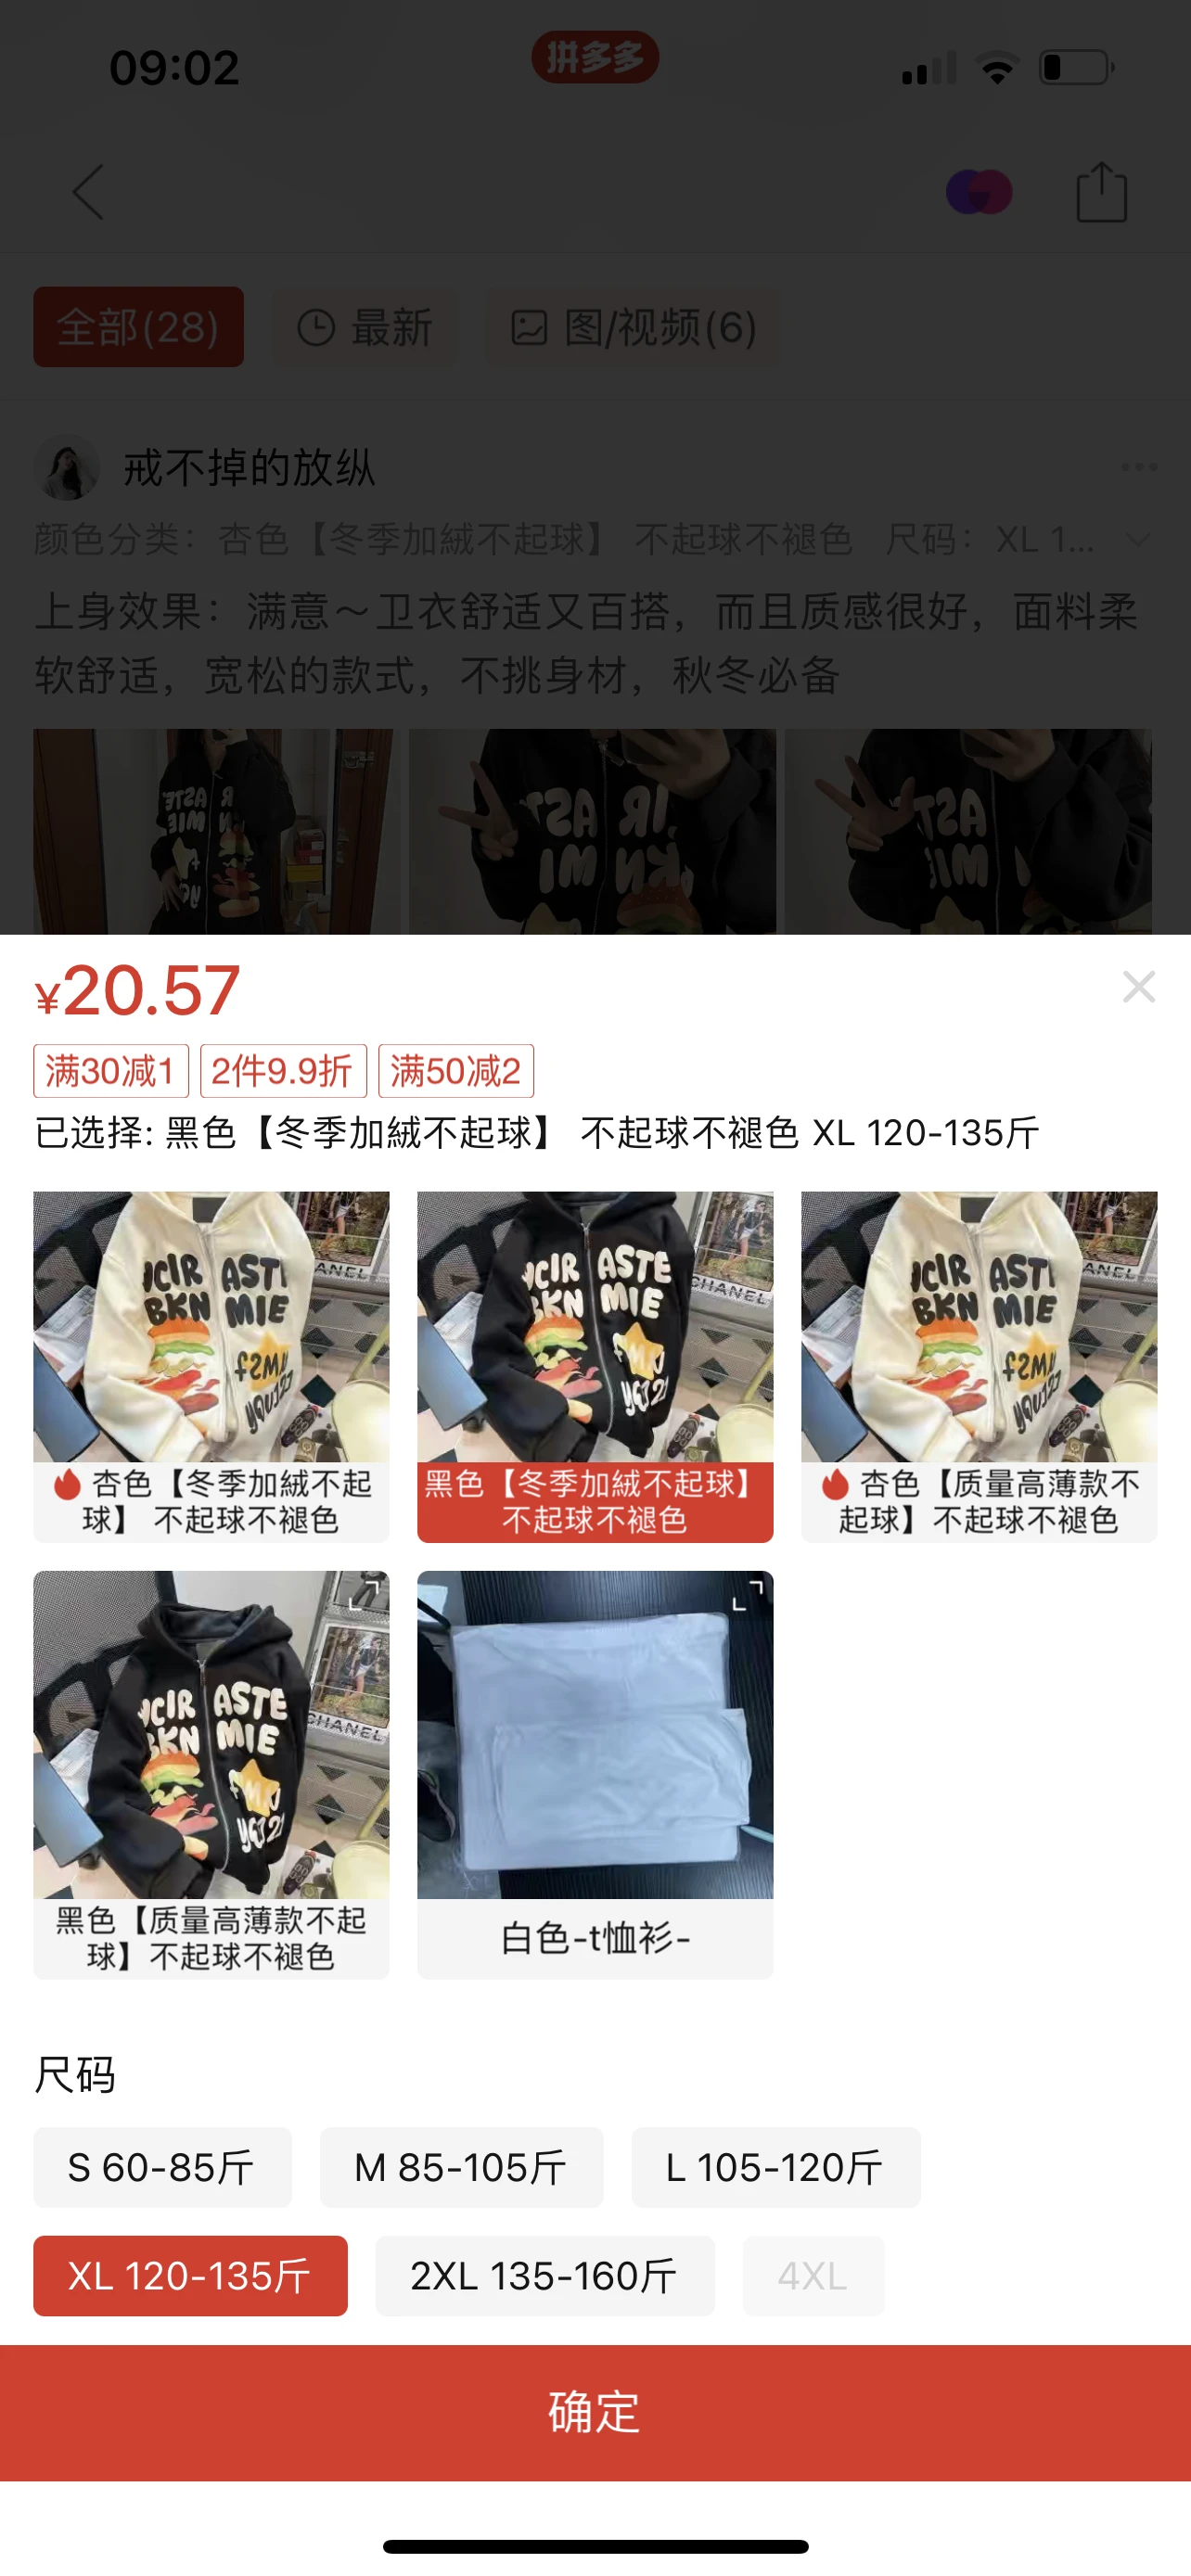 09:02
拼多多
全部(28)
最新
图/视频(6)
戒不掉的放纵
颜色分类：杏色【冬季加絨不起球】 不起球不褪色 尺码：XL 1...
上身效果：满意～卫衣舒适又百搭，而且质感很好，面料柔
软舒适，宽松的款式，不挑身材，秋冬必备
¥20.57
满30减1
2件9.9折
满50减2
已选择: 黑色【冬季加絨不起球】 不起球不褪色 XL 120-135斤
杏色【冬季加絨不起
球】 不起球不褪色
黑色【冬季加絨不起球】
不起球不褪色
杏色【质量高薄款不
起球】不起球不褪色
CIR ASTE
BKN MIE
CHANEL
黑色【质量高薄款不起
球】不起球不褪色
白色-t恤衫-
尺码
S 60-85斤
M 85-105斤
L 105-120斤
XL 120-135斤
2XL 135-160斤
4XL
确定